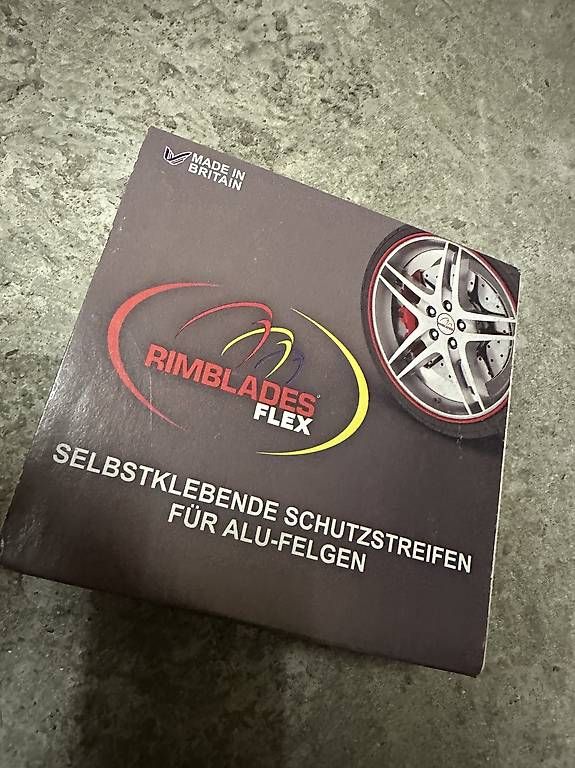 MADE IN
BRITAIN
RIMBLADES
FLEX
SELBSTKLEBENDE SCHUTZSTREIFEN
FÜR ALU-FELGEN